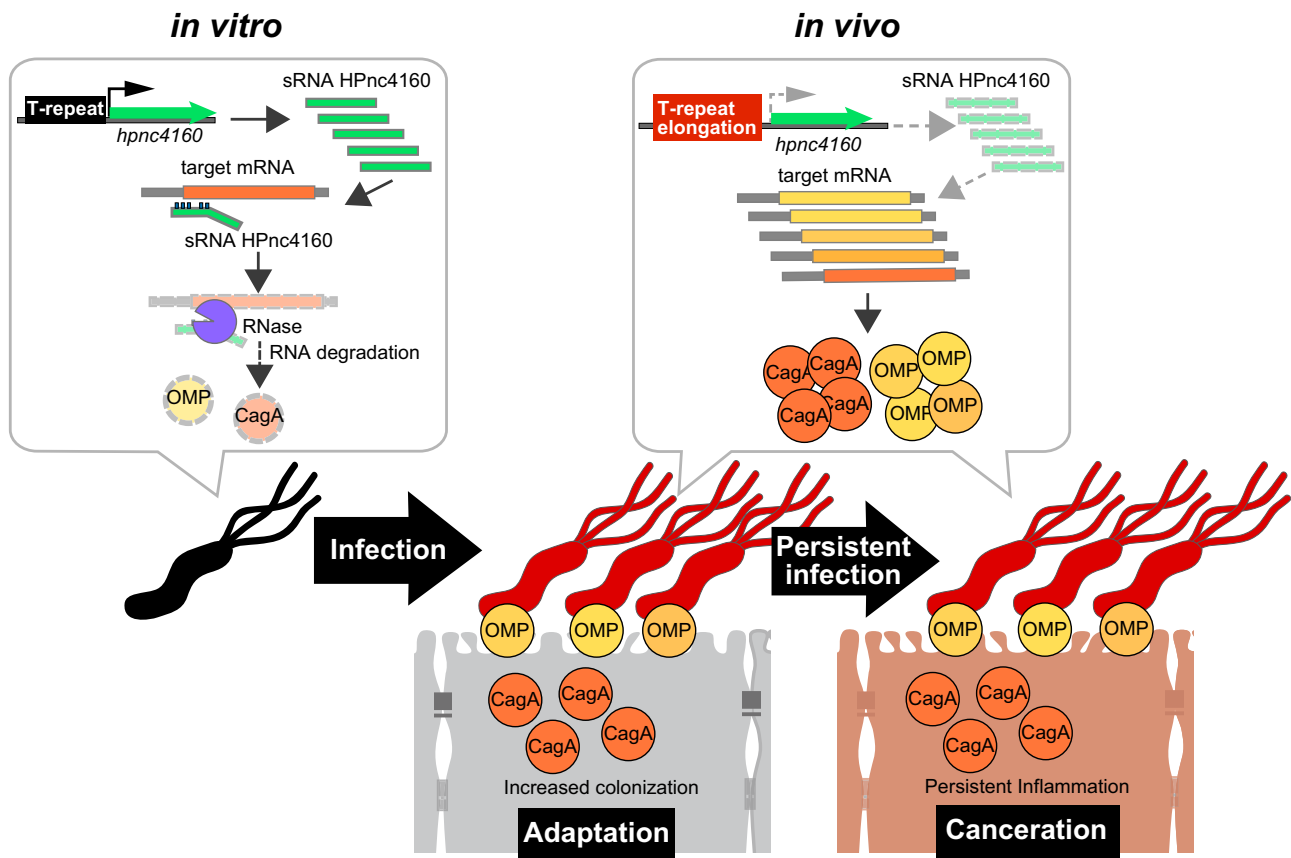 in vitro
T-repeat
hpnc4160
sRNA HPnc4160
target mRNA
sRNA HPnc4160
RNase
RNA degradation
OMP
CagA
in vivo
T-repeat
elongation
hpnc4160
sRNA HPnc4160
target mRNA
CagA
CagA
CagA
CagA
OMP
OMP
OMP
OMP
Infection
Persistent
infection
OMP
OMP
OMP
CagA
CagA
CagA
CagA
Increased colonization
Adaptation
OMP
OMP
OMP
CagA
CagA
CagA
CagA
Persistent Inflammation
Canceration